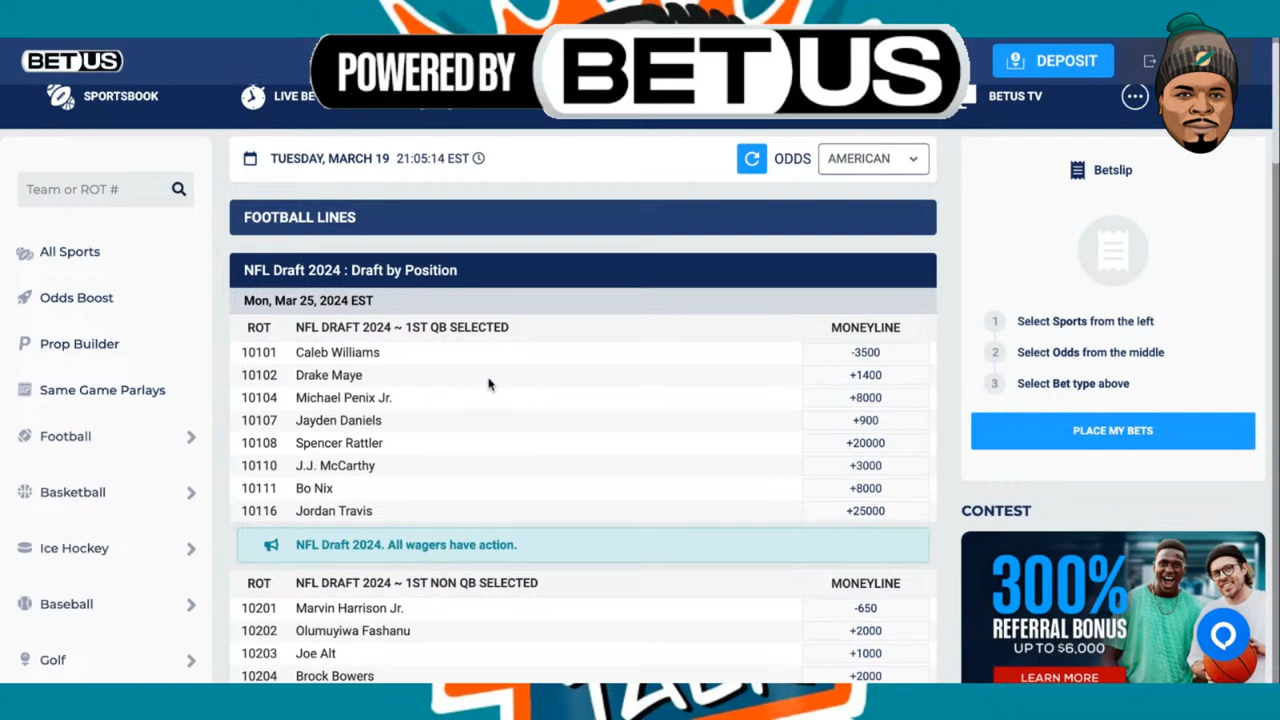 POWERED BY BETUS
BETUS
DEPOSIT
SPORTSBOOK
LIVE BE
BETUS TV
TUESDAY, MARCH 19 21:05:14 EST
ODDS
AMERICAN
Team or ROT #
All Sports
Odds Boost
Prop Builder
Same Game Parlays
Football
Basketball
Ice Hockey
Baseball
Golf
FOOTBALL LINES
NFL Draft 2024 : Draft by Position
Mon, Mar 25, 2024 EST
ROT NFL DRAFT 2024 ~ 1ST QB SELECTED MONEYLINE
10101 Caleb Williams -3500
10102 Drake Maye +1400
10104 Michael Penix Jr. +8000
10107 Jayden Daniels +900
10108 Spencer Rattler +20000
10110 J.J. McCarthy +3000
10111 Bo Nix +8000
10116 Jordan Travis +25000
NFL Draft 2024. All wagers have action.
ROT NFL DRAFT 2024 ~ 1ST NON QB SELECTED MONEYLINE
10201 Marvin Harrison Jr. -650
10202 Olumuyiwa Fashanu +2000
10203 Joe Alt +1000
10204 Brock Bowers +2000
Betslip
1 Select Sports from the left
2 Select Odds from the middle
3 Select Bet type above
PLACE MY BETS
CONTEST
300%
REFERRAL BONUS
UP TO $6,000
LEARN MORE